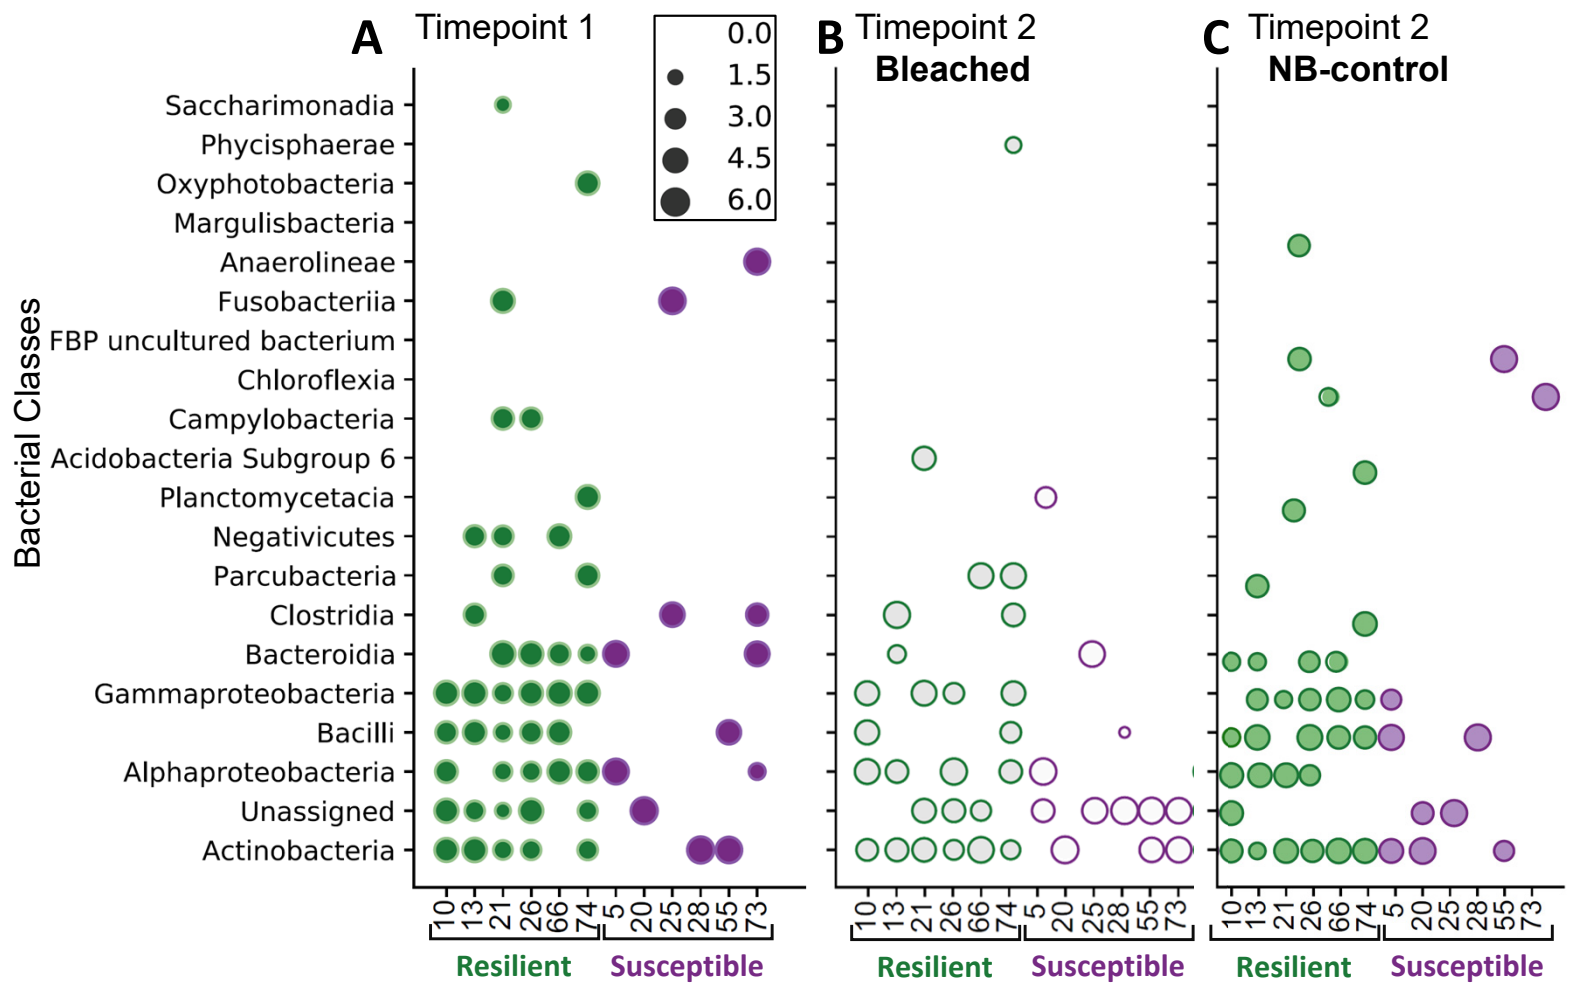 A Timepoint 1
0.0
1.5
3.0
4.5
6.0
B Timepoint 2
Bleached
C Timepoint 2
NB-control
Bacterial Classes
Saccharimonadia
Phycisphaerae
Oxyphotobacteria
Margulisbacteria
Anaerolineae
Fusobacteriia
FBP uncultured bacterium
Chloroflexia
Campylobacteria
Acidobacteria Subgroup 6
Planctomycetacia
Negativicutes
Parcubacteria
Clostridia
Bacteroidia
Gammaproteobacteria
Bacilli
Alphaproteobacteria
Unassigned
Actinobacteria
10 13 21 26 66 74 5 20 25 28 55 73
Resilient Susceptible
10 13 21 26 66 74 5 20 25 28 55 73
Resilient Susceptible
10 13 21 26 66 74 5 20 25 28 55 73
Resilient Susceptible